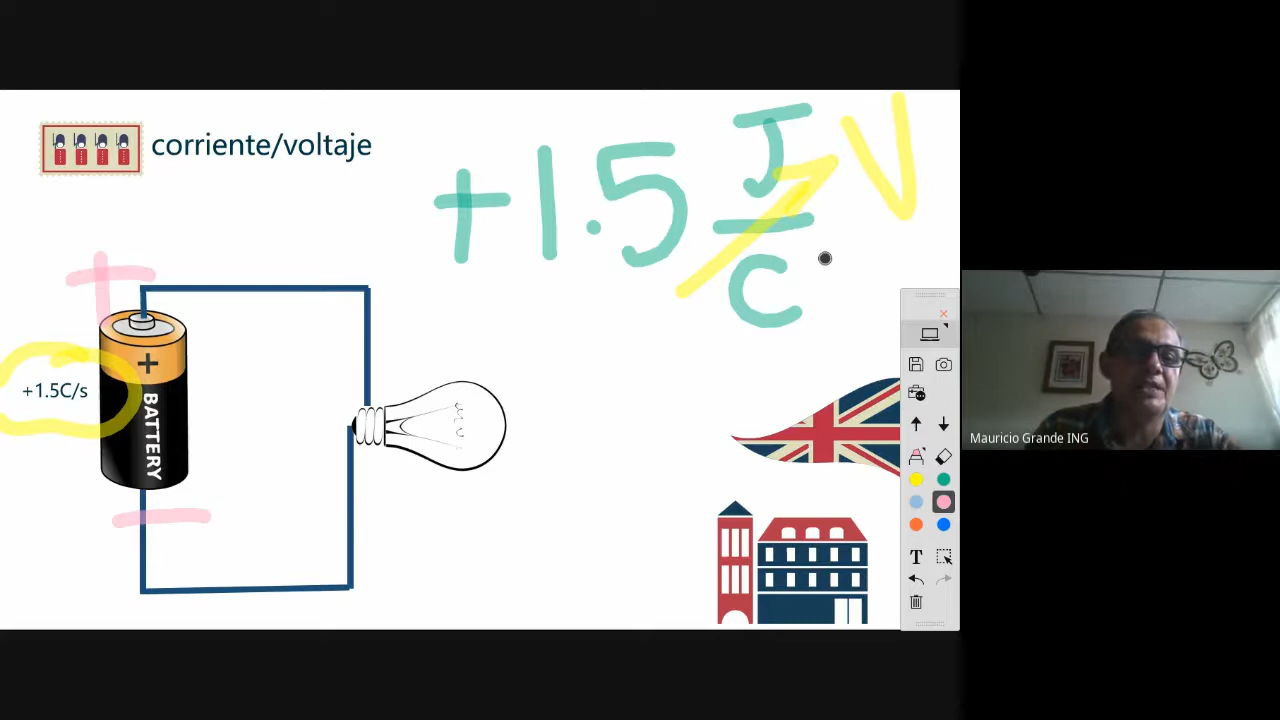 corriente/voltaje
+1.5 J/C V
+
+
+1.5C/s
BATTERY
-
Mauricio Grande ING
T